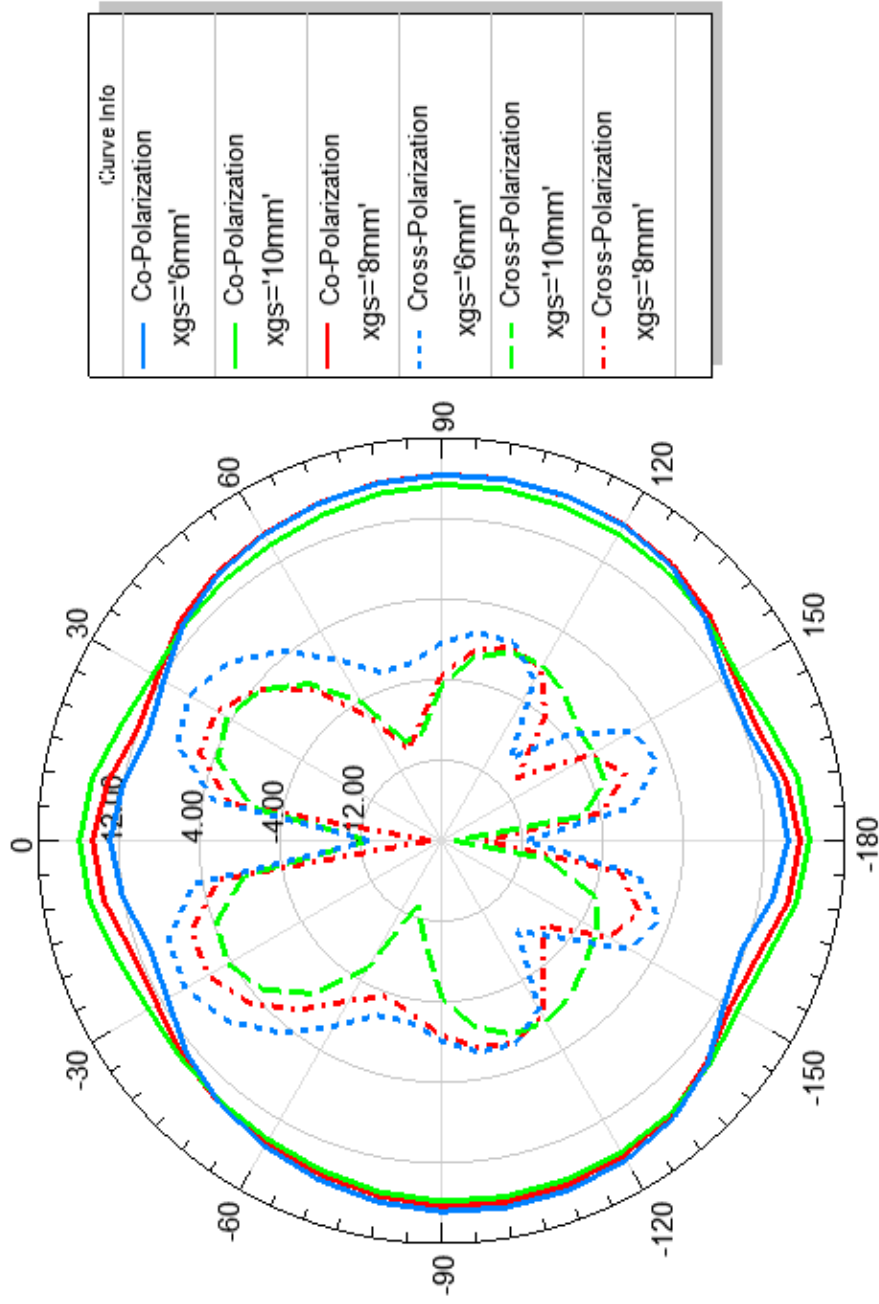 Curve Info
Co-Polarization
xgs='6mm'
Co-Polarization
xgs='10mm'
Co-Polarization
xgs='8mm'
Cross-Polarization
xgs='6mm'
Cross-Polarization
xgs='10mm'
Cross-Polarization
xgs='8mm'
0
30
60
90
120
150
-180
-150
-120
-90
-60
-30
12.00
4.00
-4.00
-12.00